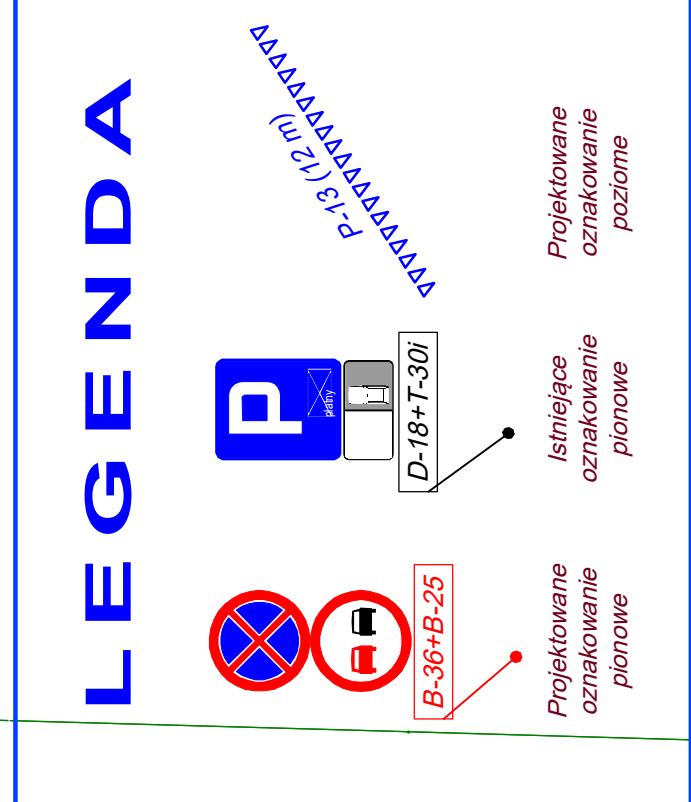 LEGENDA
B-36+B-25
Projektowane
oznakowanie
pionowe
P
płatny
D-18+T-30i
Istniejące
oznakowanie
pionowe
P-13 (12 m)
Projektowane
oznakowanie
poziome